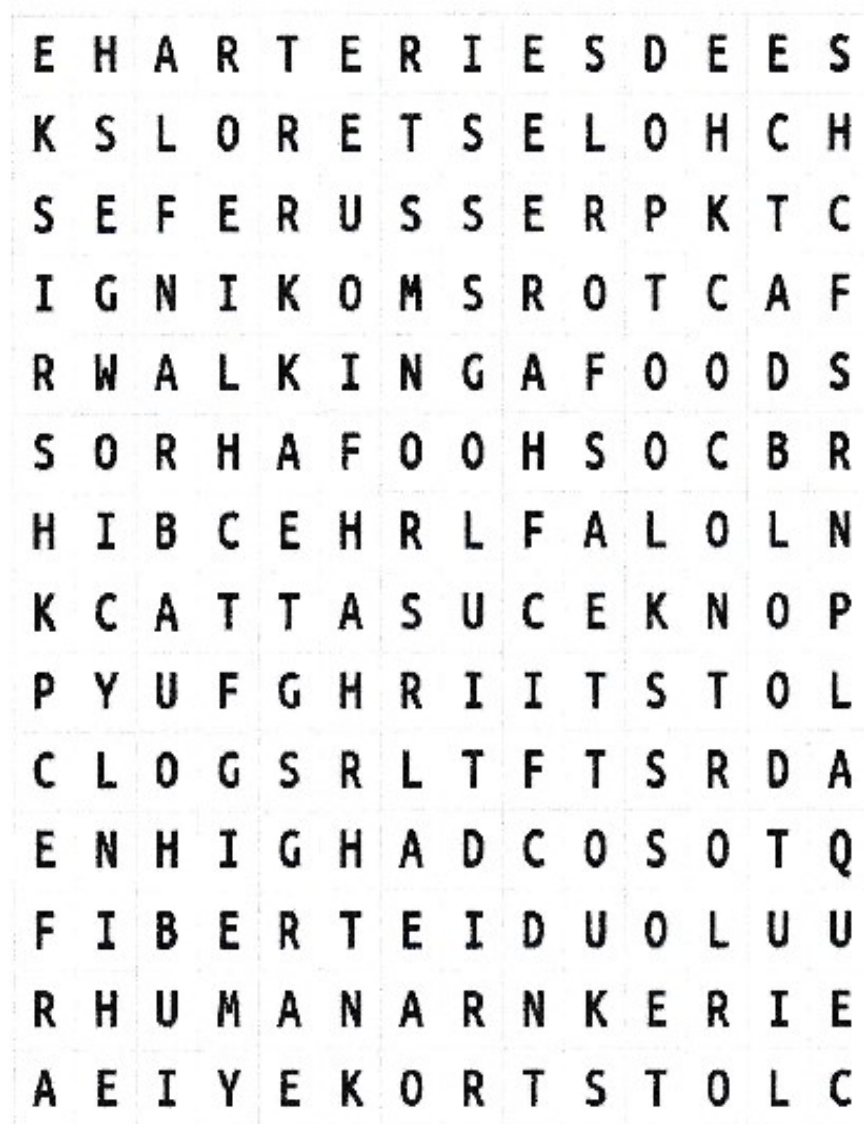 E H A R T E R I E S D E E S
K S L O R E T S E L O H C H
S E F E R U S S E R P K T C
I G N I K O M S R O T C A F
R W A L K I N G A F O O D S
S O R H A F O O H S O C B R
H I B C E H R L F A L O L N
K C A T T A S U C E K N O P
P Y U F G H R I I T S T O L
C L O G S R L T F T S R D A
E N H I G H A D C O S O T Q
F I B E R T E I D U O L U U
R H U M A N A R N K E R I E
A E I Y E K O R T S T O L C